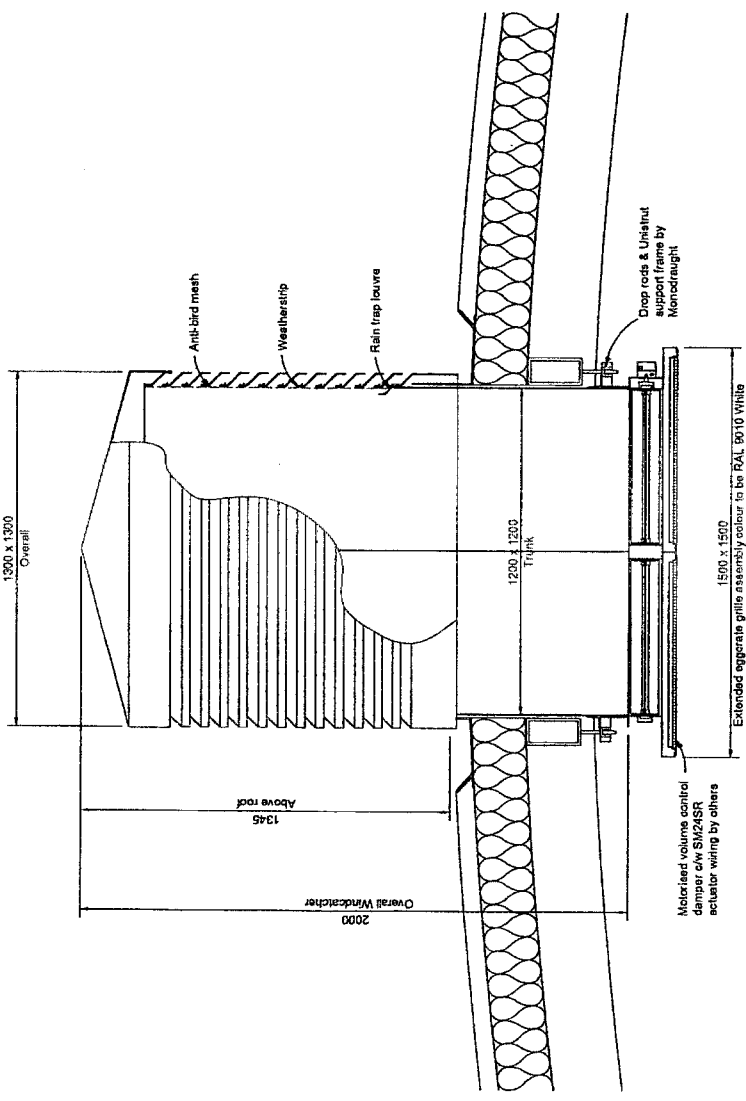 1300 x 1300
Overall
Anti-bird mesh
Weatherstrip
Rain trap louvre
1345
Above roof
2000
Overall Windcatcher
1200 x 1200
Trunk
Drop rods & Unistrut
support frame by
Monodraught
1500 x 1500
Extended eggcrate grille assembly colour to be RAL 9010 White
Motorised volume control
damper c/w SM24SR
actuator wiring by others